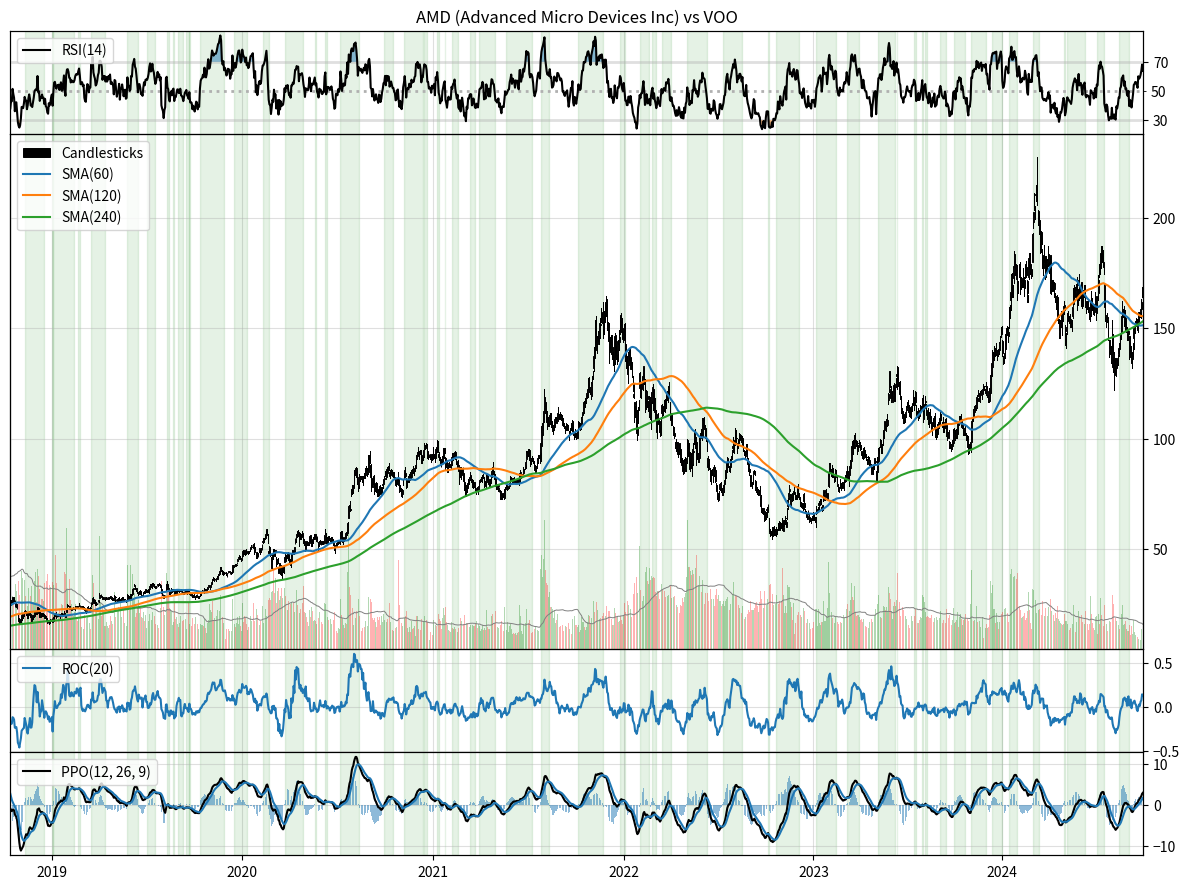 AMD (Advanced Micro Devices Inc) vs VOO
RSI(14)
70
50
30
Candlesticks
SMA(60)
SMA(120)
SMA(240)
200
150
100
50
ROC(20)
0.5
0.0
−0.5
PPO(12, 26, 9)
10
0
−10
2019 2020 2021 2022 2023 2024